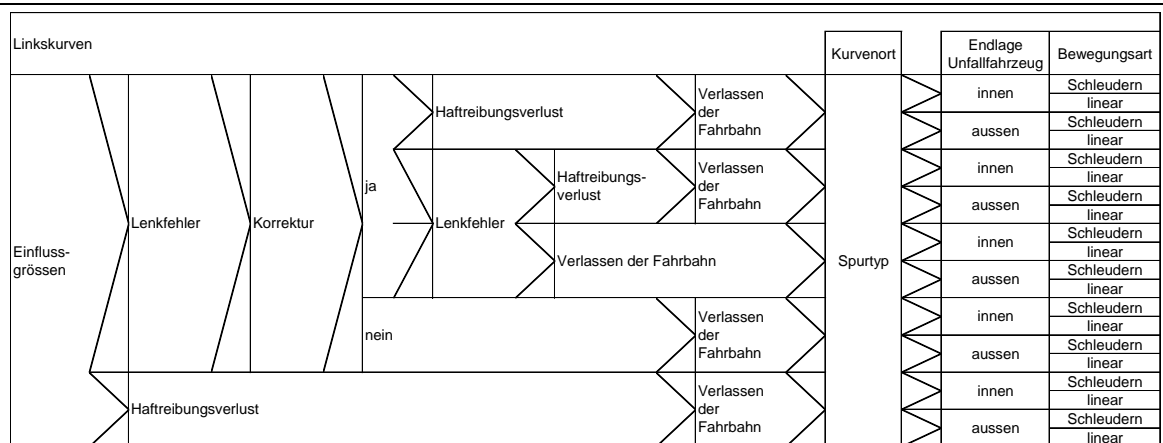 Linkskurven
Kurvenort
Endlage
Unfallfahrzeug
Bewegungsart
Einfluss-
grössen
Lenkfehler
Korrektur
ja
Haftreibungsverlust
Verlassen
der
Fahrbahn
Lenkfehler
Haftreibungs-
verlust
Verlassen
der
Fahrbahn
Verlassen der Fahrbahn
nein
Verlassen
der
Fahrbahn
Haftreibungsverlust
Verlassen
der
Fahrbahn
Spurtyp
innen
Schleudern
linear
aussen
Schleudern
linear
innen
Schleudern
linear
aussen
Schleudern
linear
innen
Schleudern
linear
aussen
Schleudern
linear
innen
Schleudern
linear
aussen
Schleudern
linear
innen
Schleudern
linear
aussen
Schleudern
linear